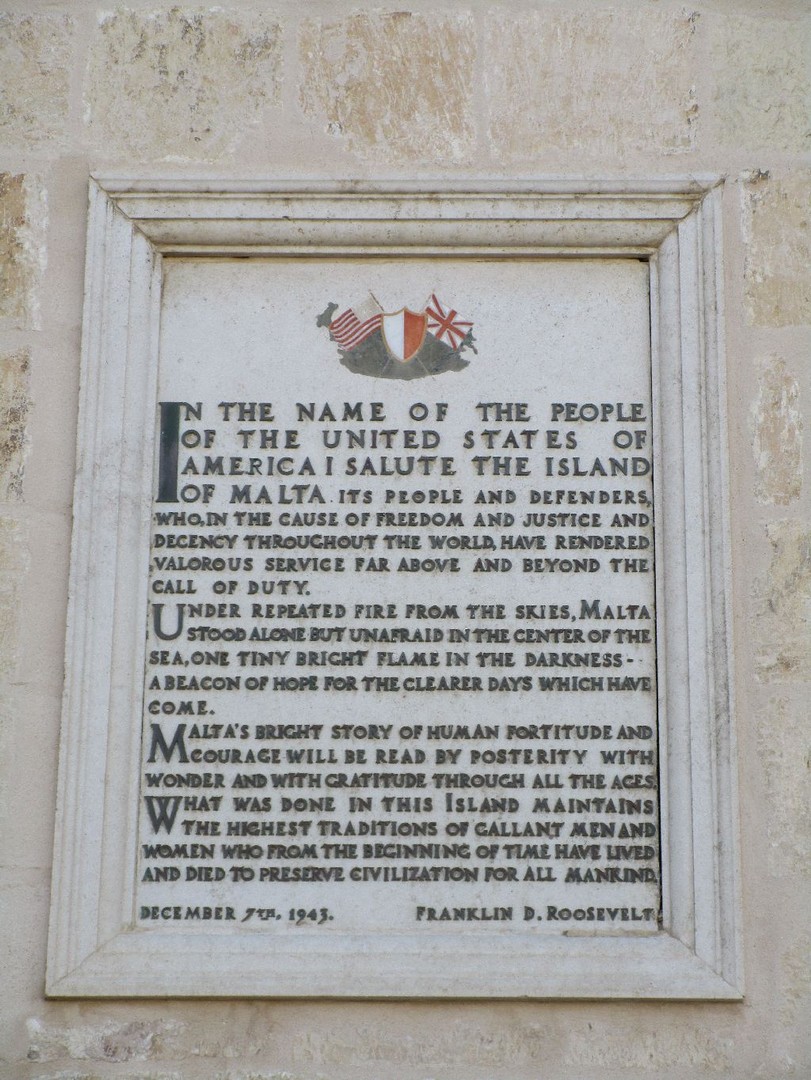 IN THE NAME OF THE PEOPLE
OF THE UNITED STATES OF
AMERICA I SALUTE THE ISLAND
OF MALTA. ITS PEOPLE AND DEFENDERS,
WHO, IN THE CAUSE OF FREEDOM AND JUSTICE AND
DECENCY THROUGHOUT THE WORLD, HAVE RENDERED
VALOROUS SERVICE FAR ABOVE AND BEYOND THE
CALL OF DUTY.
UNDER REPEATED FIRE FROM THE SKIES, MALTA
STOOD ALONE BUT UNAFRAID IN THE CENTER OF THE
SEA, ONE TINY BRIGHT FLAME IN THE DARKNESS -
A BEACON OF HOPE FOR THE CLEARER DAYS WHICH HAVE
COME.
MALTA'S BRIGHT STORY OF HUMAN FORTITUDE AND
COURAGE WILL BE READ BY POSTERITY WITH
WONDER AND WITH GRATITUDE THROUGH ALL THE AGES.
WHAT WAS DONE IN THIS ISLAND MAINTAINS
THE HIGHEST TRADITIONS OF GALLANT MEN AND
WOMEN WHO FROM THE BEGINNING OF TIME HAVE LIVED
AND DIED TO PRESERVE CIVILIZATION FOR ALL MANKIND.
DECEMBER 7TH, 1943. FRANKLIN D. ROOSEVELT